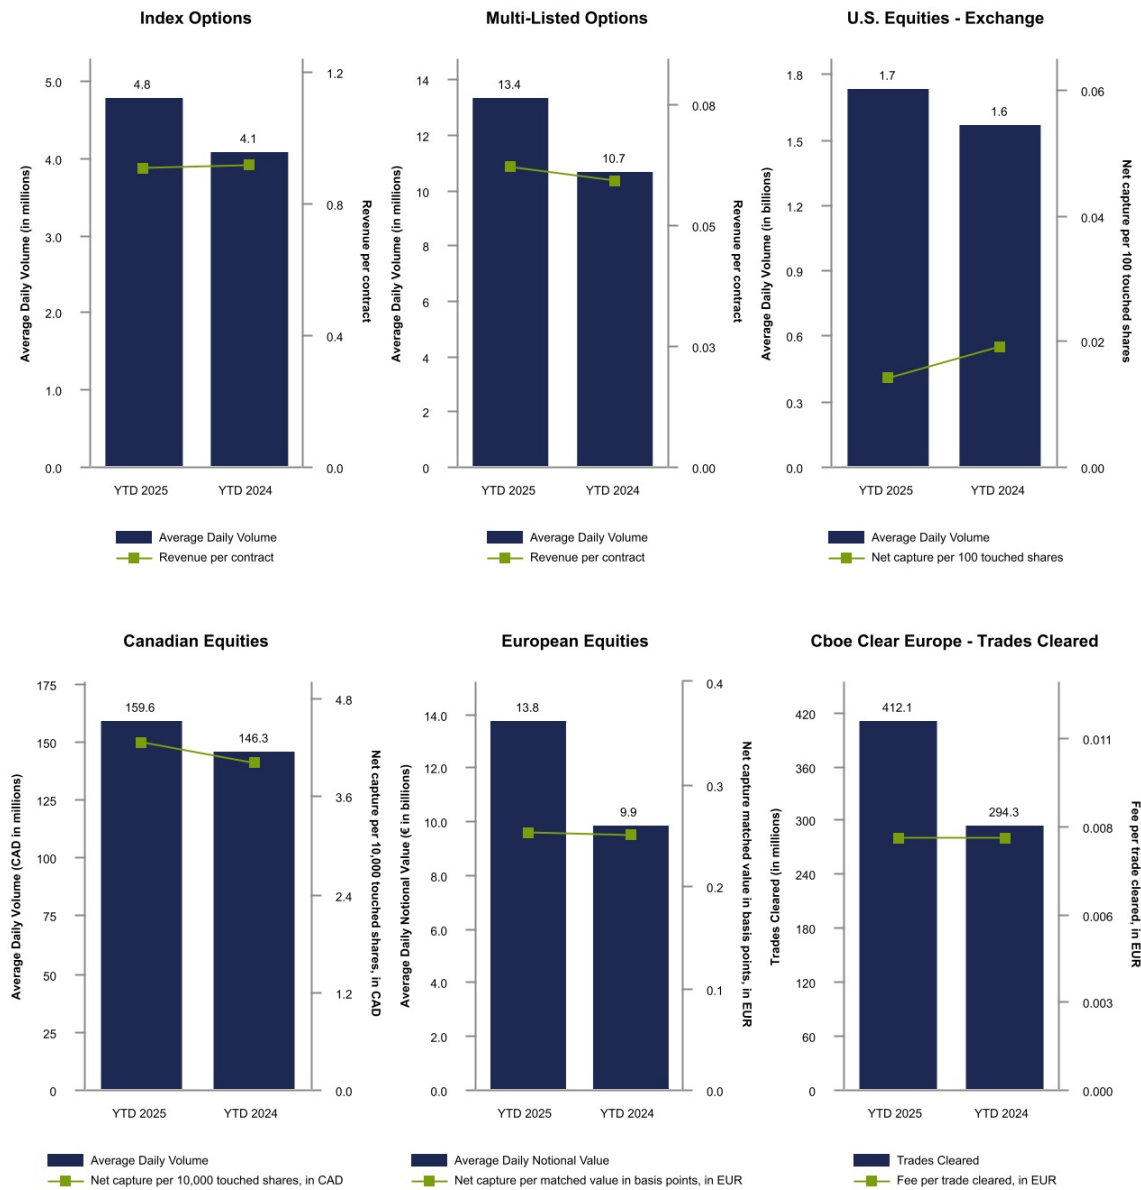 Index Options
4.8
4.1
5.0
4.0
3.0
2.0
1.0
0.0
1.2
0.8
0.4
0.0
Average Daily Volume (in millions)
Revenue per contract
YTD 2025
YTD 2024
Average Daily Volume
Revenue per contract
Multi-Listed Options
13.4
10.7
14
12
10
8
6
4
2
0
0.08
0.05
0.03
0.00
Average Daily Volume (in millions)
Revenue per contract
YTD 2025
YTD 2024
Average Daily Volume
Revenue per contract
U.S. Equities - Exchange
1.7
1.6
1.8
1.5
1.2
0.9
0.6
0.3
0.0
0.06
0.04
0.02
0.00
Average Daily Volume (in billions)
Net capture per 100 touched shares
YTD 2025
YTD 2024
Average Daily Volume
Net capture per 100 touched shares
Canadian Equities
159.6
146.3
175
150
125
100
75
50
25
0
4.8
3.6
2.4
1.2
0.0
Average Daily Volume (CAD in millions)
Net capture per 10,000 touched shares, in CAD
YTD 2025
YTD 2024
Average Daily Volume
Net capture per 10,000 touched shares, in CAD
European Equities
13.8
9.9
14.0
12.0
10.0
8.0
6.0
4.0
2.0
0.0
0.4
0.3
0.2
0.1
0.0
Average Daily Notional Value (€ in billions)
Net capture matched value in basis points, in EUR
YTD 2025
YTD 2024
Average Daily Notional Value
Net capture per matched value in basis points, in EUR
Cboe Clear Europe - Trades Cleared
412.1
294.3
420
360
300
240
180
120
60
0
0.011
0.008
0.006
0.003
0.000
Trades Cleared (in millions)
Fee per trade cleared, in EUR
YTD 2025
YTD 2024
Trades Cleared
Fee per trade cleared, in EUR